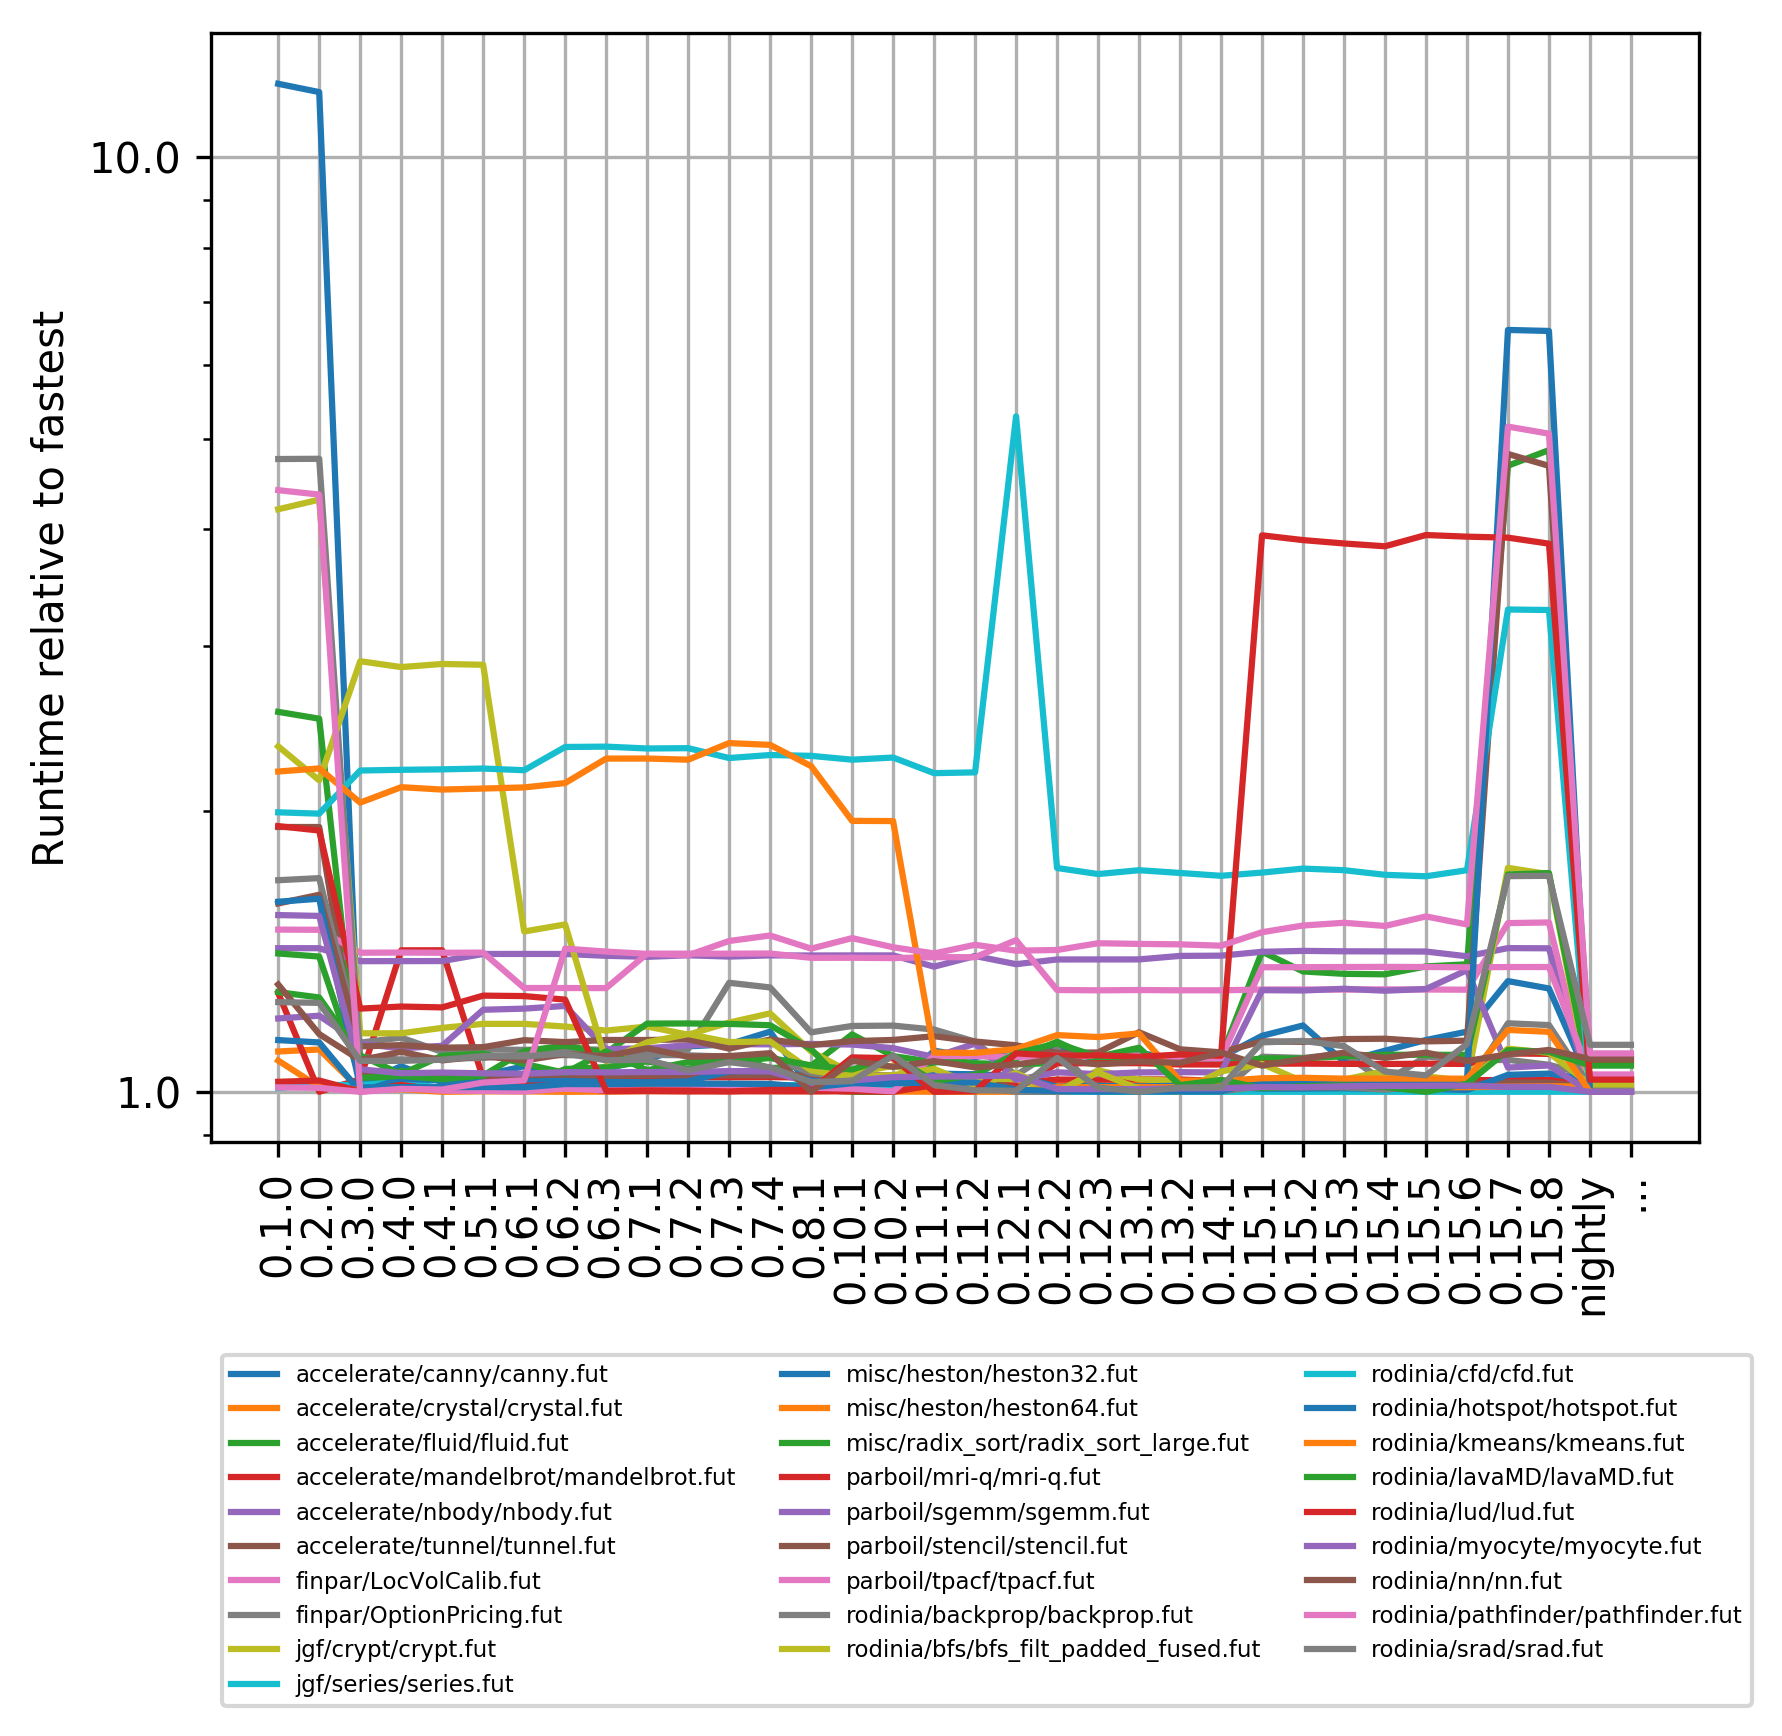 Runtime relative to fastest
10.0
1.0
0.1.0
0.2.0
0.3.0
0.4.0
0.4.1
0.5.1
0.6.1
0.6.2
0.6.3
0.7.1
0.7.2
0.7.3
0.7.4
0.8.1
0.10.1
0.10.2
0.11.1
0.11.2
0.12.1
0.12.2
0.12.3
0.13.1
0.13.2
0.14.1
0.15.1
0.15.2
0.15.3
0.15.4
0.15.5
0.15.6
0.15.7
0.15.8
nightly
...
accelerate/canny/canny.fut
accelerate/crystal/crystal.fut
accelerate/fluid/fluid.fut
accelerate/mandelbrot/mandelbrot.fut
accelerate/nbody/nbody.fut
accelerate/tunnel/tunnel.fut
finpar/LocVolCalib.fut
finpar/OptionPricing.fut
jgf/crypt/crypt.fut
jgf/series/series.fut
misc/heston/heston32.fut
misc/heston/heston64.fut
misc/radix_sort/radix_sort_large.fut
parboil/mri-q/mri-q.fut
parboil/sgemm/sgemm.fut
parboil/stencil/stencil.fut
parboil/tpacf/tpacf.fut
rodinia/backprop/backprop.fut
rodinia/bfs/bfs_filt_padded_fused.fut
rodinia/cfd/cfd.fut
rodinia/hotspot/hotspot.fut
rodinia/kmeans/kmeans.fut
rodinia/lavaMD/lavaMD.fut
rodinia/lud/lud.fut
rodinia/myocyte/myocyte.fut
rodinia/nn/nn.fut
rodinia/pathfinder/pathfinder.fut
rodinia/srad/srad.fut